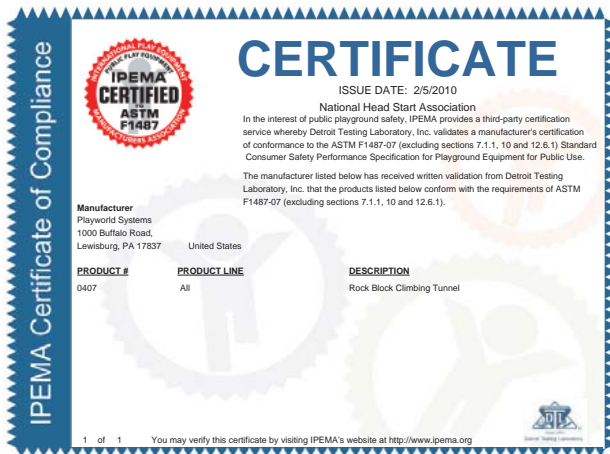 IPEMA Certificate of Compliance
INTERNATIONAL PLAY EQUIPMENT
PUBLIC PLAY EQUIPMENT
IPEMA
CERTIFIED
TO
ASTM
F1487
MANUFACTURERS ASSOCIATION
CERTIFICATE
ISSUE DATE: 2/5/2010
National Head Start Association
In the interest of public playground safety, IPEMA provides a third-party certification
service whereby Detroit Testing Laboratory, Inc. validates a manufacturer's certification
of conformance to the ASTM F1487-07 (excluding sections 7.1.1, 10 and 12.6.1) Standard
Consumer Safety Performance Specification for Playground Equipment for Public Use.
The manufacturer listed below has received written validation from Detroit Testing
Laboratory, Inc. that the products listed below conform with the requirements of ASTM
F1487-07 (excluding sections 7.1.1, 10 and 12.6.1).
Manufacturer
Playworld Systems
1000 Buffalo Road,
Lewisburg, PA 17837 United States
PRODUCT # PRODUCT LINE DESCRIPTION
0407 All Rock Block Climbing Tunnel
DTL
Detroit Testing Laboratory
1 of 1 You may verify this certificate by visiting IPEMA's website at http://www.ipema.org